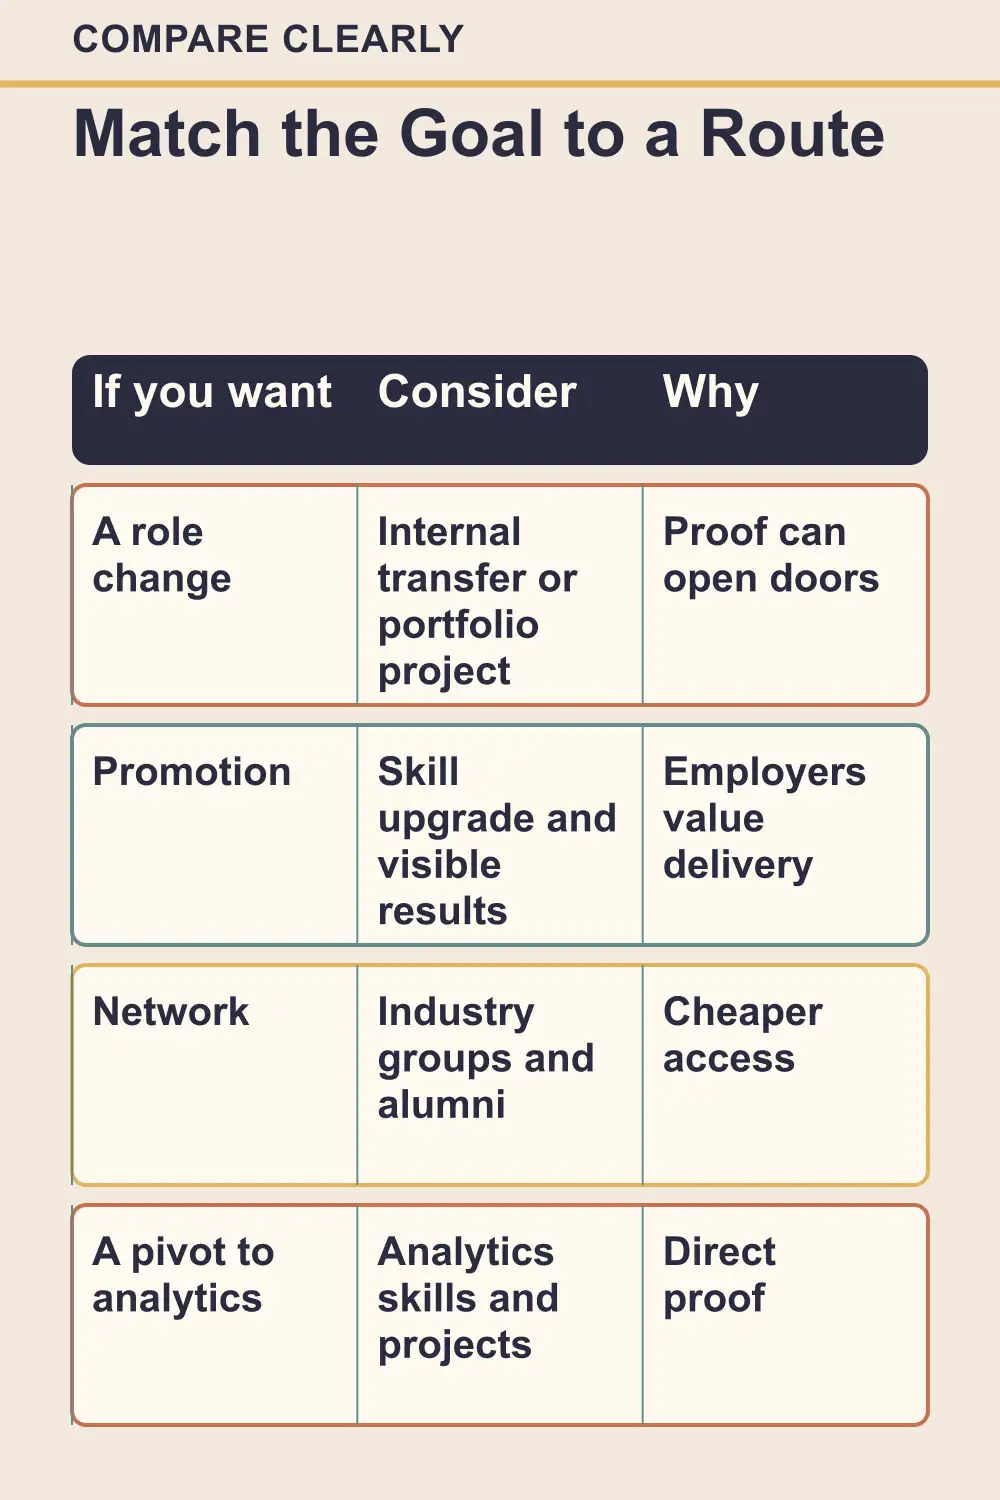 COMPARE CLEARLY
Match the Goal to a Route
If you want
Consider
Why
A role
change
Internal
transfer or
portfolio
project
Proof can
open doors
Promotion
Skill
upgrade and
visible
results
Employers
value
delivery
Network
Industry
groups and
alumni
Cheaper
access
A pivot to
analytics
Analytics
skills and
projects
Direct
proof